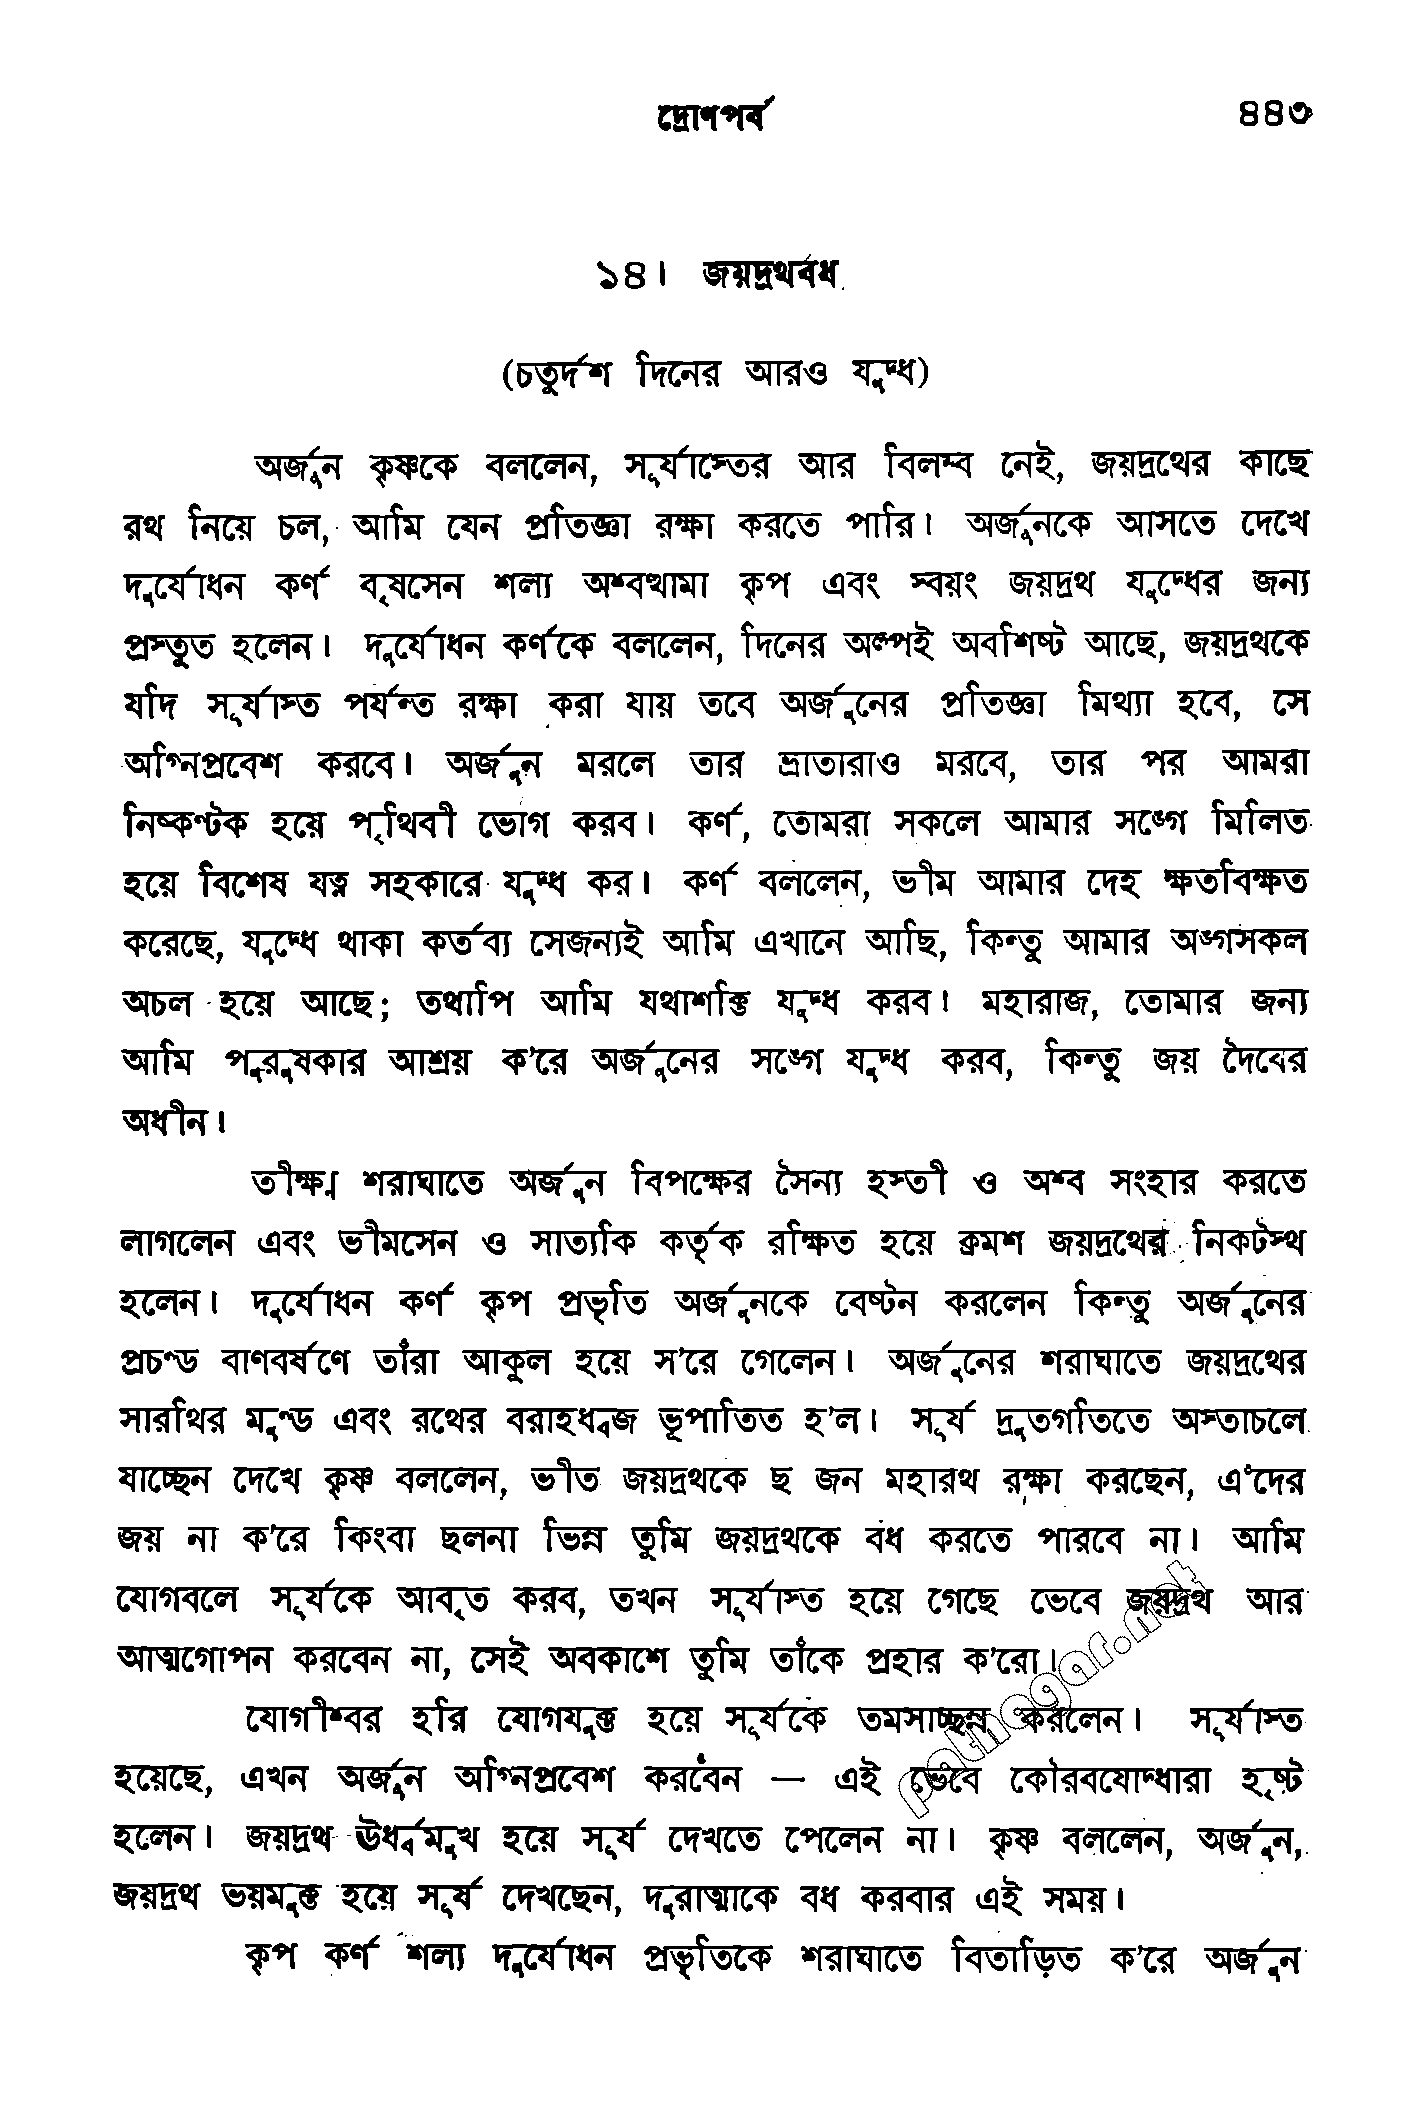 দ্রোণপর্ব ৪৪৩
১৪। জয়দ্রথবধ
(চতুর্দশ দিনের আরও যুদ্ধ)
অর্জুন কৃষ্ণকে বললেন, সূর্যাস্তের আর বিলম্ব নেই, জয়দ্রথের কাছে
রথ নিয়ে চল, আমি যেন প্রতিজ্ঞা রক্ষা করতে পারি। অর্জুনকে আসতে দেখে
দুর্যোধন কর্ণ বৃষসেন শল্য অশ্বত্থামা কৃপ এবং স্বয়ং জয়দ্রথ যুদ্ধের জন্য
প্রস্তুত হলেন। দুর্যোধন কর্ণকে বললেন, দিনের অল্পই অবশিষ্ট আছে, জয়দ্রথকে
যদি সূর্যাস্ত পর্যন্ত রক্ষা করা যায় তবে অর্জুনের প্রতিজ্ঞা মিথ্যা হবে, সে
অগ্নিপ্রবেশ করবে। অর্জুন মরলে তার ভ্রাতারাও মরবে, তার পর আমরা
নিষ্কণ্টক হয়ে পৃথিবী ভোগ করব। কর্ণ, তোমরা সকলে আমার সঙ্গে মিলিত
হয়ে বিশেষ যত্ন সহকারে যুদ্ধ কর। কর্ণ বললেন, ভীম আমার দেহ ক্ষতবিক্ষত
করেছে, যুদ্ধে থাকা কর্তব্য সেজন্যই আমি এখানে আছি, কিন্তু আমার অঙ্গসকল
অচল হয়ে আছে; তথাপি আমি যথাশক্তি যুদ্ধ করব। মহারাজ, তোমার জন্য
আমি পুরুষকার আশ্রয় ক'রে অর্জুনের সঙ্গে যুদ্ধ করব, কিন্তু জয় দৈবের
অধীন।
তীক্ষ্ণ শরাঘাতে অর্জুন বিপক্ষের সৈন্য হস্তী ও অশ্ব সংহার করতে
লাগলেন এবং ভীমসেন ও সাত্যকি কর্তৃক রক্ষিত হয়ে ক্রমশ জয়দ্রথের নিকটস্থ
হলেন। দুর্যোধন কর্ণ কৃপ প্রভৃতি অর্জুনকে বেষ্টন করলেন কিন্তু অর্জুনের
প্রচণ্ড বাণবর্ষণে তাঁরা আকুল হয়ে স'রে গেলেন। অর্জুনের শরাঘাতে জয়দ্রথের
সারথির মুণ্ড এবং রথের বরাহধ্বজ ভূপাতিত হ'ল। সূর্য দ্রুতগতিতে অস্তাচলে
যাচ্ছেন দেখে কৃষ্ণ বললেন, ভীত জয়দ্রথকে ছ জন মহারথ রক্ষা করছেন, এঁদের
জয় না ক'রে কিংবা ছলনা ভিন্ন তুমি জয়দ্রথকে বধ করতে পারবে না। আমি
যোগবলে সূর্যকে আবৃত করব, তখন সূর্যাস্ত হয়ে গেছে ভেবে জয়দ্রথ আর
আত্মগোপন করবেন না, সেই অবকাশে তুমি তাঁকে প্রহার ক'রো।
যোগীশ্বর হরি যোগযুক্ত হয়ে সূর্যকে তমসাচ্ছন্ন করলেন। সূর্যাস্ত
হয়েছে, এখন অর্জুন অগ্নিপ্রবেশ করবেন — এই ভেবে কৌরবযোদ্ধারা হৃষ্ট
হলেন। জয়দ্রথ ঊর্ধ্বমুখ হয়ে সূর্য দেখতে পেলেন না। কৃষ্ণ বললেন, অর্জুন,
জয়দ্রথ ভয়মুক্ত হয়ে সূর্য দেখছেন, দুরাত্মাকে বধ করবার এই সময়।
কৃপ কর্ণ শল্য দুর্যোধন প্রভৃতিকে শরাঘাতে বিতাড়িত ক'রে অর্জুন
pathagar.net